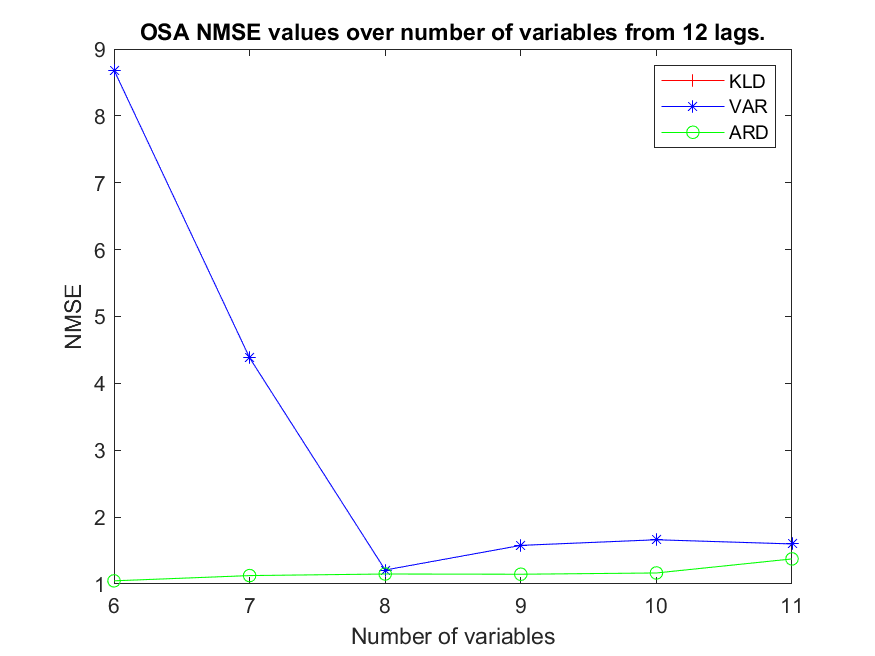 OSA NMSE values over number of variables from 12 lags.
9
8
7
6
5
4
3
2
1
NMSE
KLD
VAR
ARD
6 7 8 9 10 11
Number of variables